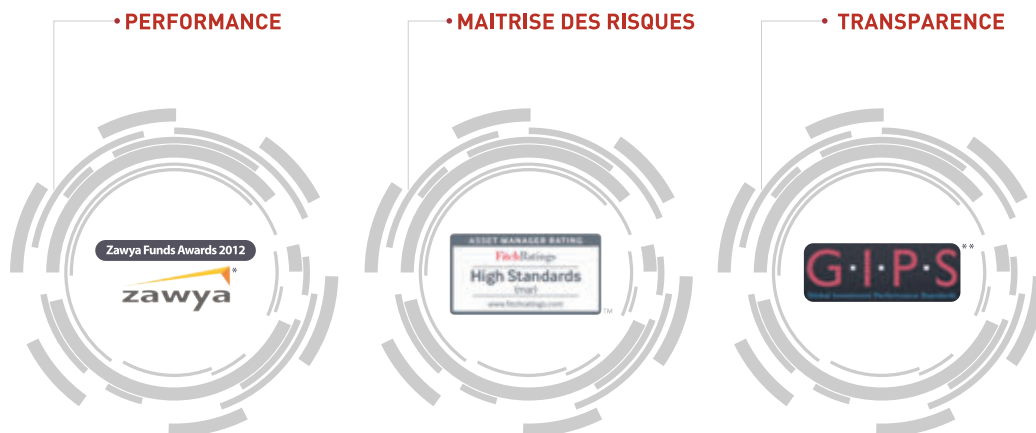 PERFORMANCE
MAITRISE DES RISQUES
TRANSPARENCE
Zawya Funds Awards 2012
zawya*
ASSET MANAGER RATING
FitchRatings
High Standards
(mar)
www.fitchratings.com
TM
G·I·P·S**
Global Investment Performance Standards